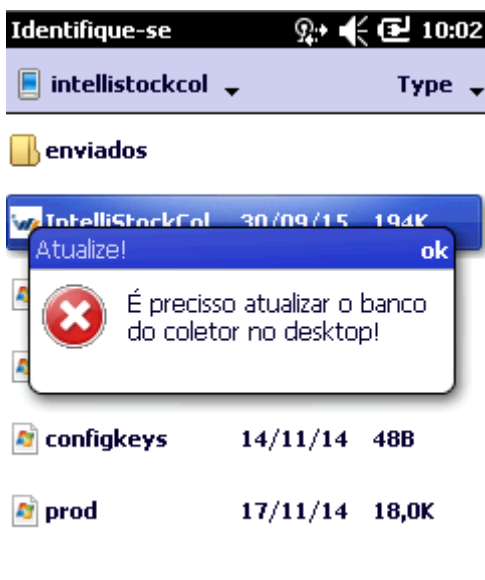 Identifique-se 10:02
intellistockcol Type
enviados
IntelliStockCol 30/09/15 194K
Atualize! ok
É precisso atualizar o banco
do coletor no desktop!
configkeys 14/11/14 48B
prod 17/11/14 18,0K